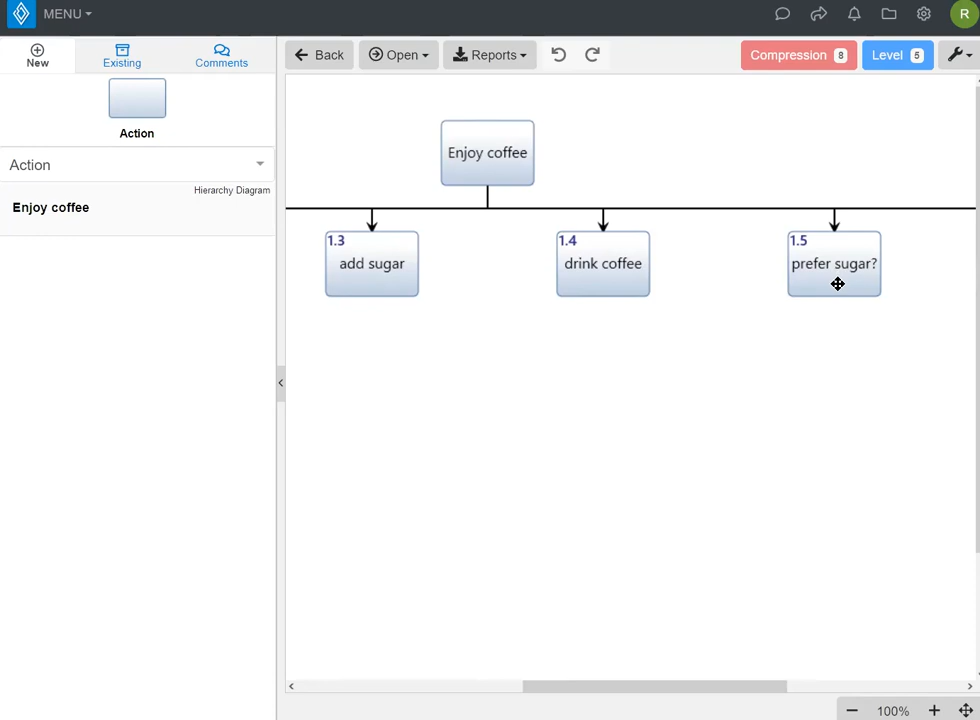 MENU
R
New
Existing
Comments
Back
Open
Reports
Compression 8
Level 5
Action
Action
Hierarchy Diagram
Enjoy coffee
Enjoy coffee
1.3
add sugar
1.4
drink coffee
1.5
prefer sugar?
100%